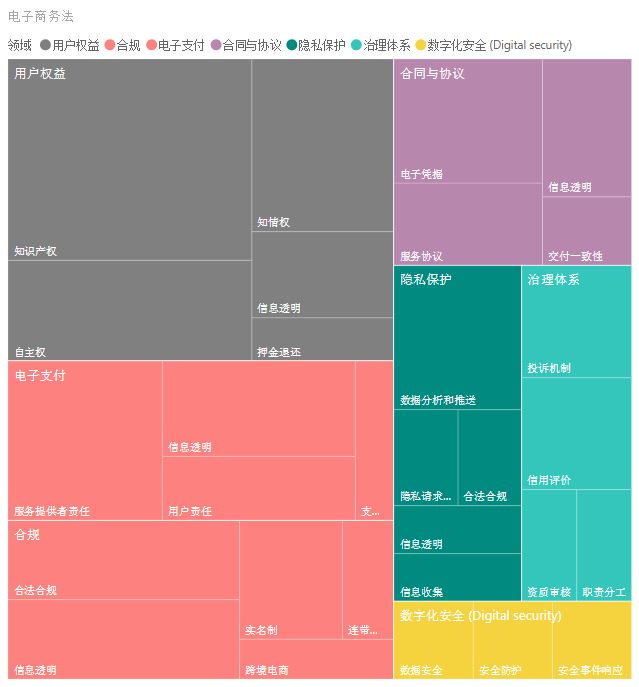 电子商务法
领域 用户权益 合规 电子支付 合同与协议 隐私保护 治理体系 数字化安全 (Digital security)
用户权益
知识产权
自主权
知情权
信息透明
押金退还
电子支付
服务提供者责任
信息透明
用户责任
支...
合规
合法合规
信息透明
实名制
连带...
跨境电商
合同与协议
电子凭据
服务协议
信息透明
交付一致性
隐私保护
数据分析和推送
隐私请求...
合法合规
信息透明
信息收集
治理体系
投诉机制
信用评价
资质审核
职责分工
数字化安全 (Digital security)
数据安全
安全防护
安全事件响应